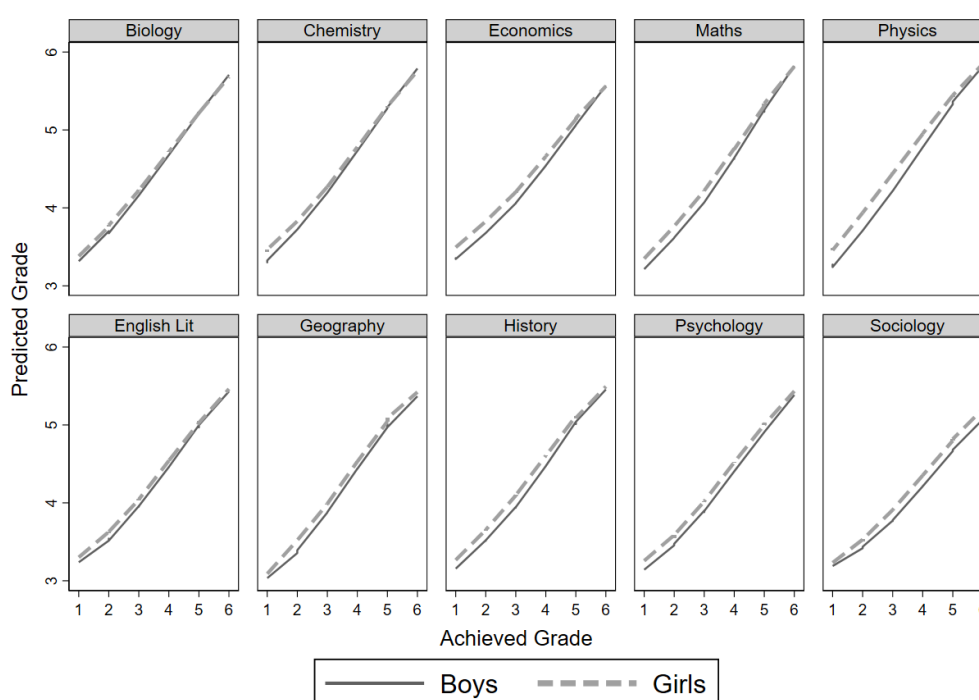 Biology Chemistry Economics Maths Physics
6
5
4
3
English Lit Geography History Psychology Sociology
6
5
4
3
Predicted Grade
1 2 3 4 5 6 1 2 3 4 5 6 1 2 3 4 5 6 1 2 3 4 5 6 1 2 3 4 5
Achieved Grade
Boys Girls